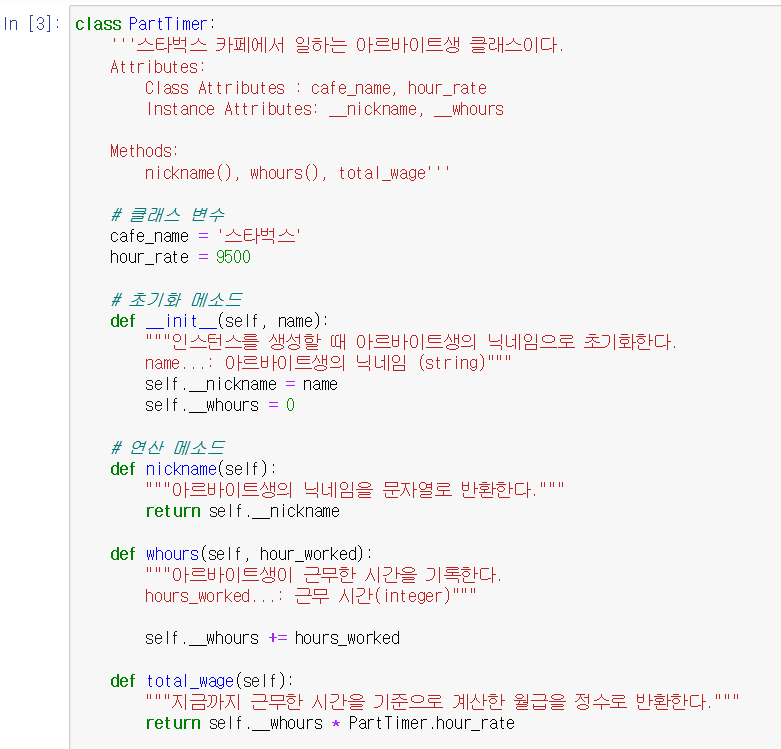 In [3]: class PartTimer:
'''스타벅스 카페에서 일하는 아르바이트생 클래스이다.
Attributes:
Class Attributes : cafe_name, hour_rate
Instance Attributes: __nickname, __whours
Methods:
nickname(), whours(), total_wage'''
# 클래스 변수
cafe_name = '스타벅스'
hour_rate = 9500
# 초기화 메소드
def __init__(self, name):
"""인스턴스를 생성할 때 아르바이트생의 닉네임으로 초기화한다.
name...: 아르바이트생의 닉네임 (string)"""
self.__nickname = name
self.__whours = 0
# 연산 메소드
def nickname(self):
"""아르바이트생의 닉네임을 문자열로 반환한다."""
return self.__nickname
def whours(self, hour_worked):
"""아르바이트생이 근무한 시간을 기록한다.
hours_worked...: 근무 시간(integer)"""
self.__whours += hours_worked
def total_wage(self):
"""지금까지 근무한 시간을 기준으로 계산한 월급을 정수로 반환한다."""
return self.__whours * PartTimer.hour_rate